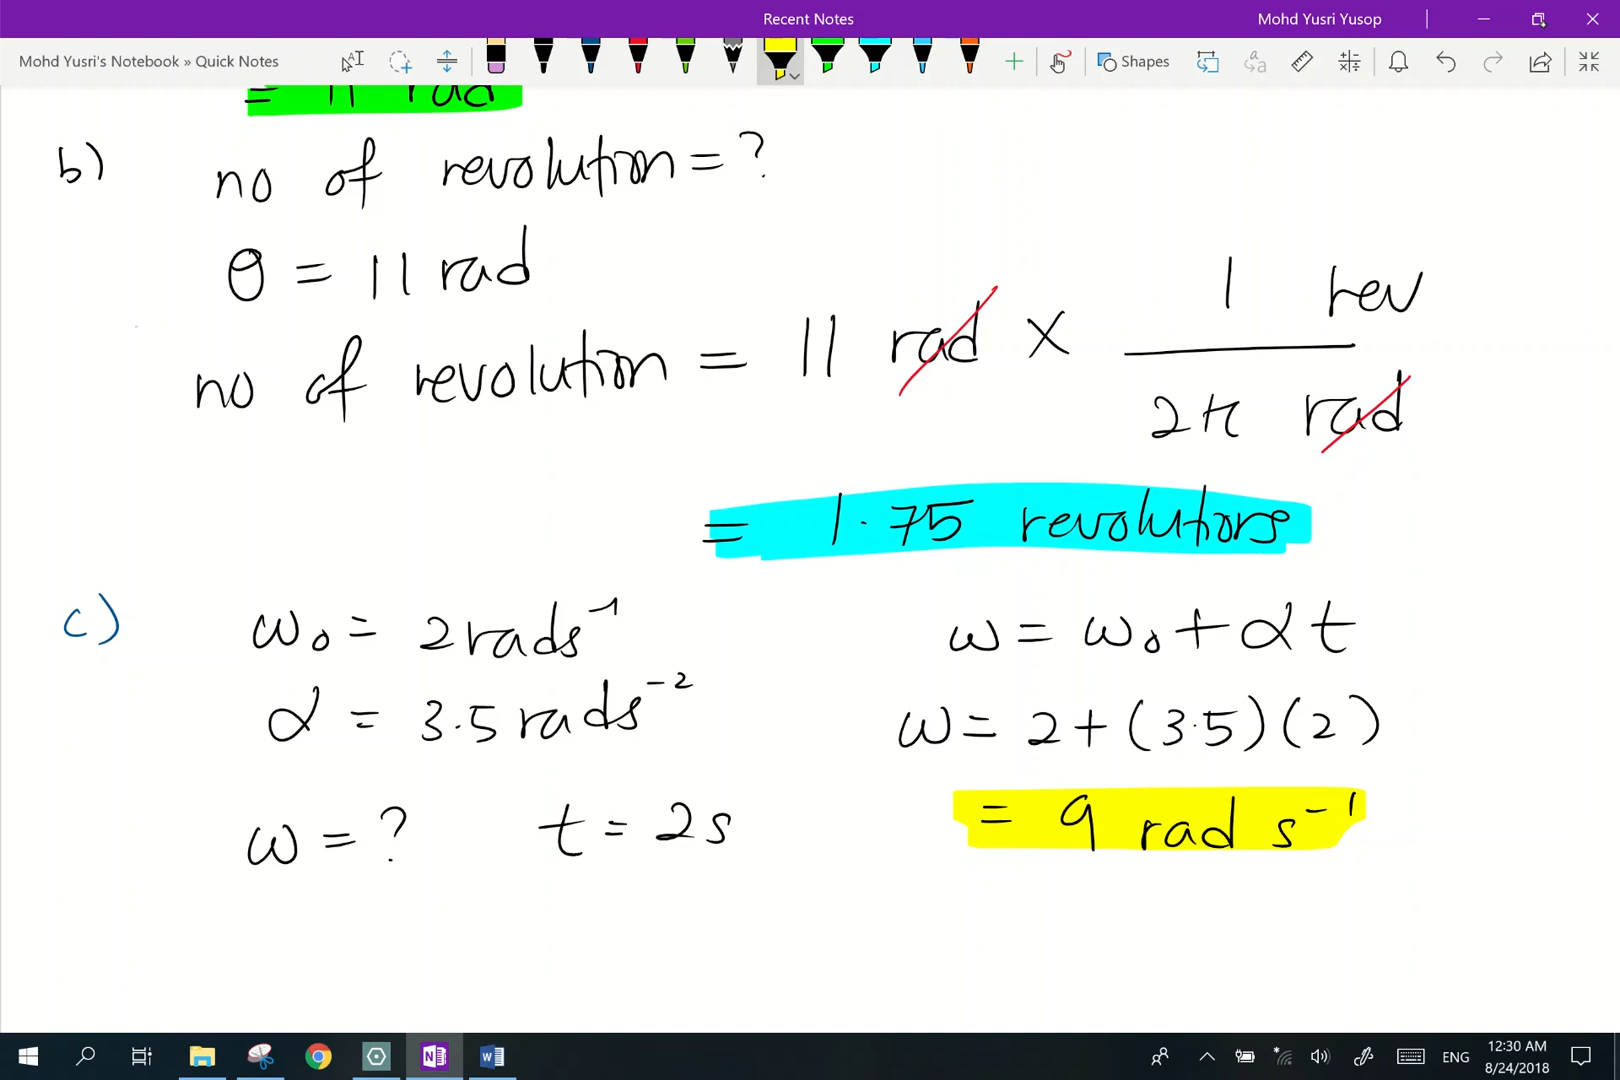 Recent Notes
Mohd Yusri Yusop
Mohd Yusri's Notebook » Quick Notes
Shapes
= 11 rad
b)
no of revolution = ?
θ = 11 rad
no of revolution = 11 rad × 1 rev / 2π rad
= 1.75 revolutions
c)
ω₀ = 2 rads⁻¹
ω = ω₀ + αt
α = 3.5 rads⁻²
ω = 2 + (3.5)(2)
ω = ? t = 2s
= 9 rad s⁻¹
ENG
12:30 AM
8/24/2018